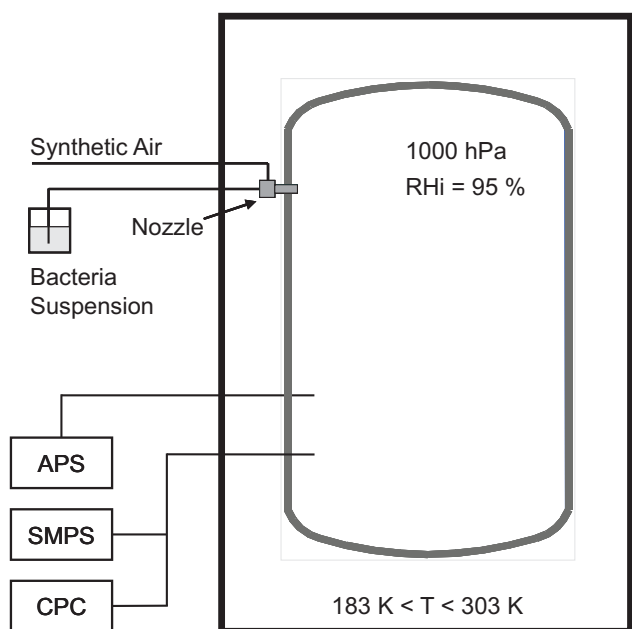 Synthetic Air
1000 hPa
RHi = 95 %
Nozzle
Bacteria
Suspension
APS
SMPS
CPC
183 K < T < 303 K